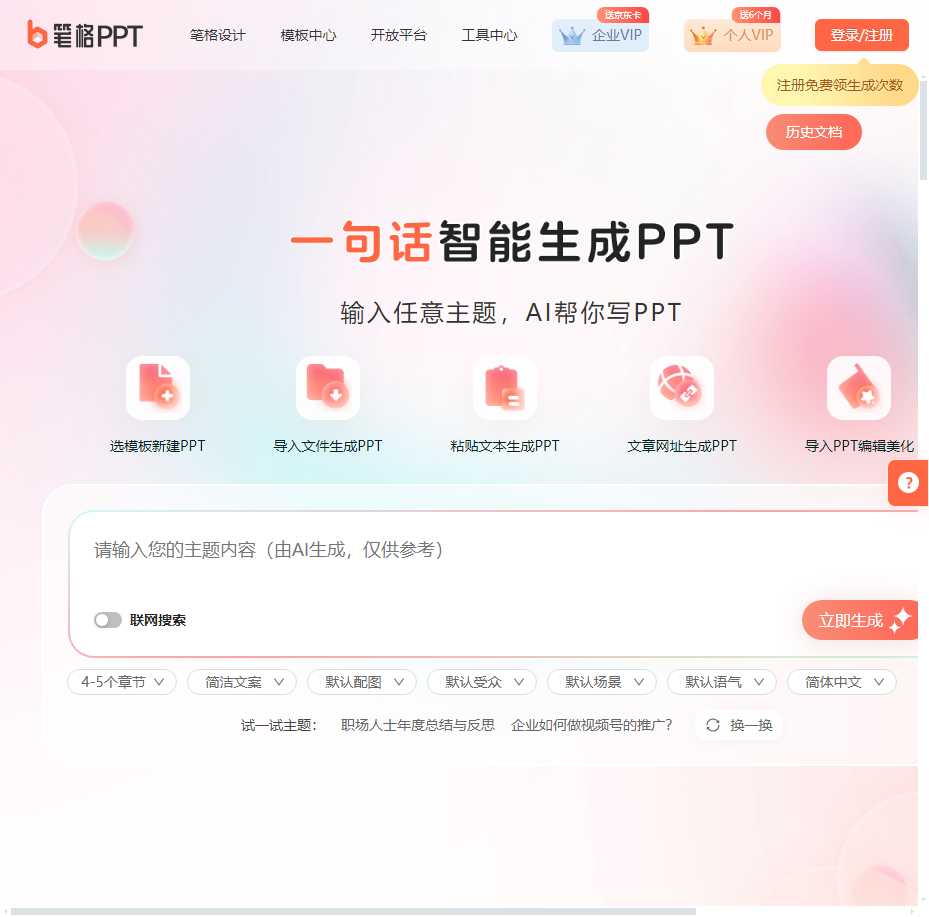 笔格PPT
笔格设计
模板中心
开放平台
工具中心
送京东卡
企业VIP
送6个月
个人VIP
登录/注册
注册免费领生成次数
历史文档
一句话智能生成PPT
输入任意主题，AI帮你写PPT
选模板新建PPT
导入文件生成PPT
粘贴文本生成PPT
文章网址生成PPT
导入PPT编辑美化
?
请输入您的主题内容（由AI生成，仅供参考）
联网搜索
立即生成
4-5个章节
简洁文案
默认配图
默认受众
默认场景
默认语气
简体中文
试一试主题：
职场人士年度总结与反思
企业如何做视频号的推广？
换一换